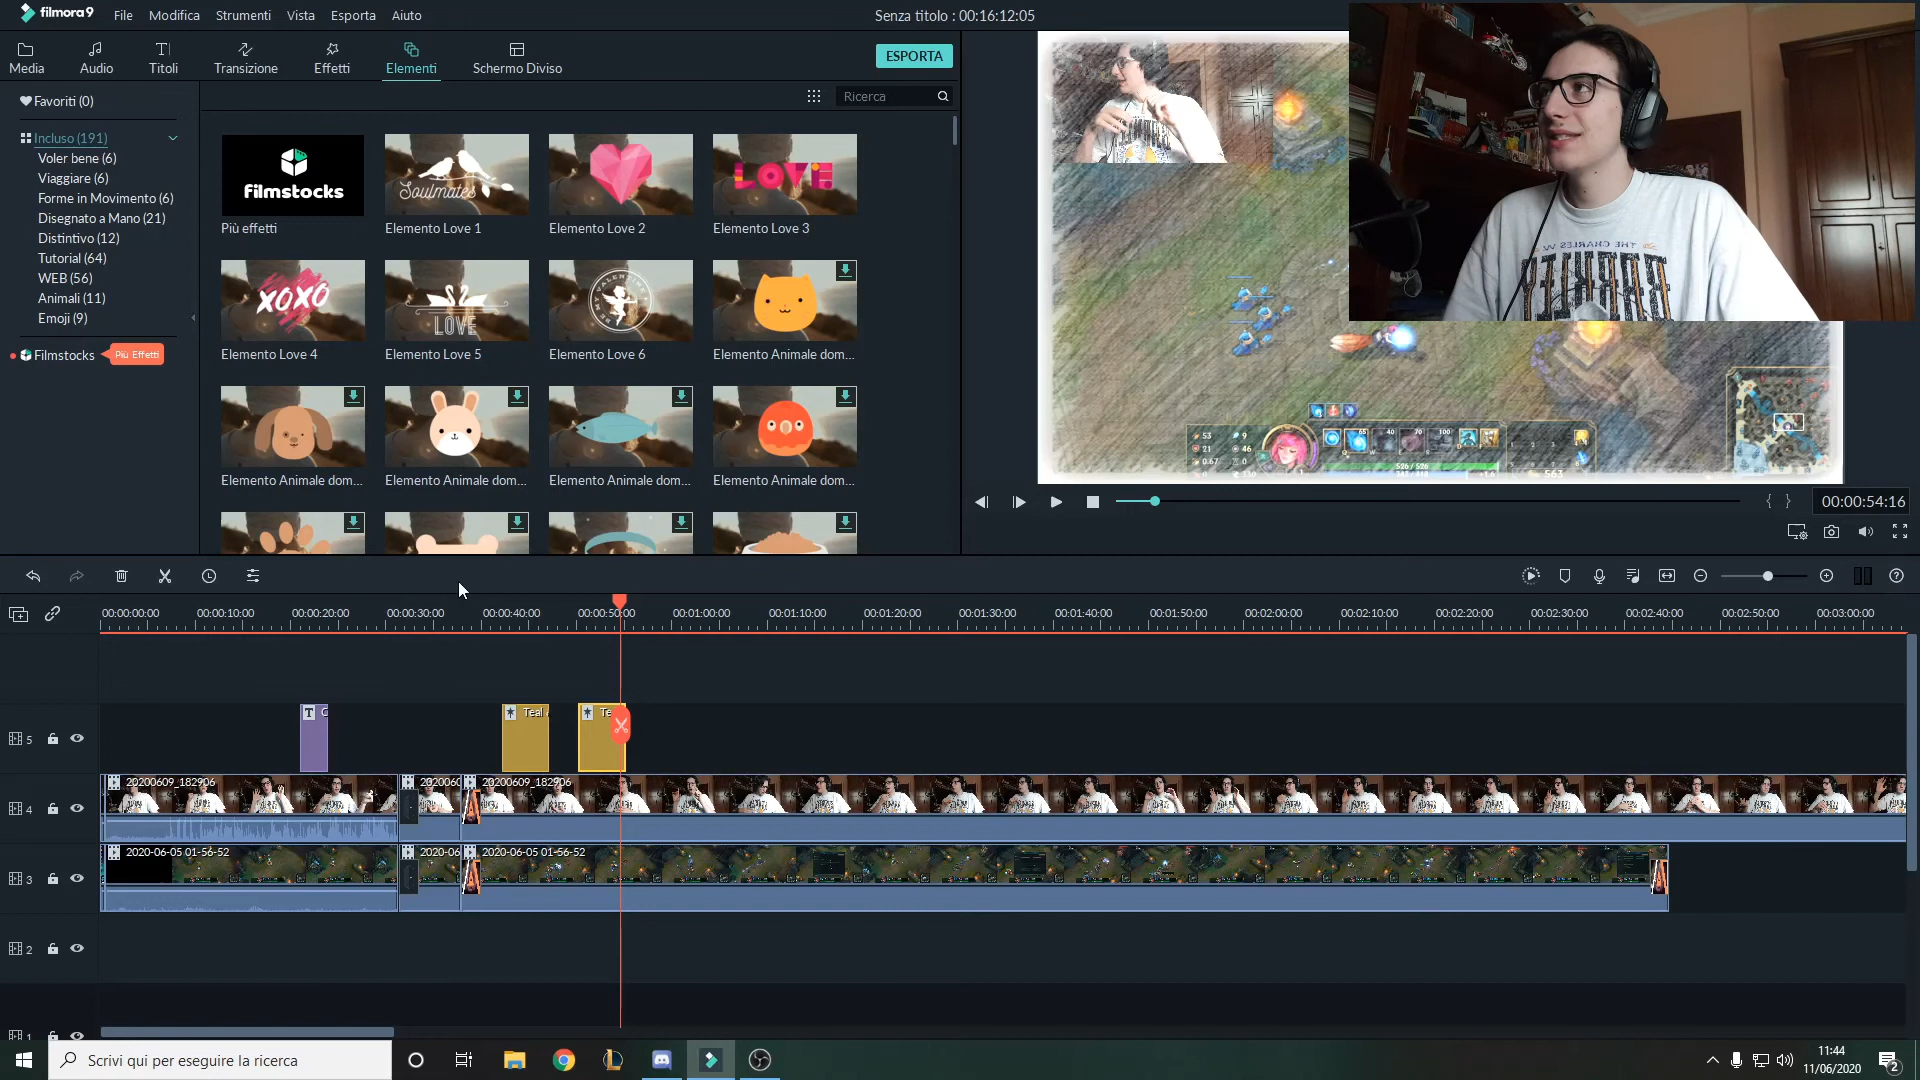 filmora9
File Modifica Strumenti Vista Esporta Aiuto
Senza titolo : 00:16:12:05
Media Audio Titoli Transizione Effetti Elementi Schermo Diviso
ESPORTA
Favoriti (0)
Ricerca
Incluso (191)
Voler bene (6)
Viaggiare (6)
Forme in Movimento (6)
Disegnato a Mano (21)
Distintivo (12)
Tutorial (64)
WEB (56)
Animali (11)
Emoji (9)
Filmstocks
Più Effetti
filmstocks
Soulmates
LOVE
Più effetti
Elemento Love 1
Elemento Love 2
Elemento Love 3
XOXO
LOVE
BE MY VALENTINE
Elemento Love 4
Elemento Love 5
Elemento Love 6
Elemento Animale dom...
Elemento Animale dom...
Elemento Animale dom...
Elemento Animale dom...
Elemento Animale dom...
00:00:54:16
00:00:00:00 00:00:10:00 00:00:20:00 00:00:30:00 00:00:40:00 00:00:50:00 00:01:00:00 00:01:10:00 00:01:20:00 00:01:30:00 00:01:40:00 00:01:50:00 00:02:00:00 00:02:10:00 00:02:20:00 00:02:30:00 00:02:40:00 00:02:50:00 00:03:00:00
5
T C
Teal
Te
4
20200609_182906
202006
20200609_182906
3
2020-06-05 01-56-52
2020-06
2020-06-05 01-56-52
2
1
Scrivi qui per eseguire la ricerca
11:44
11/06/2020
2